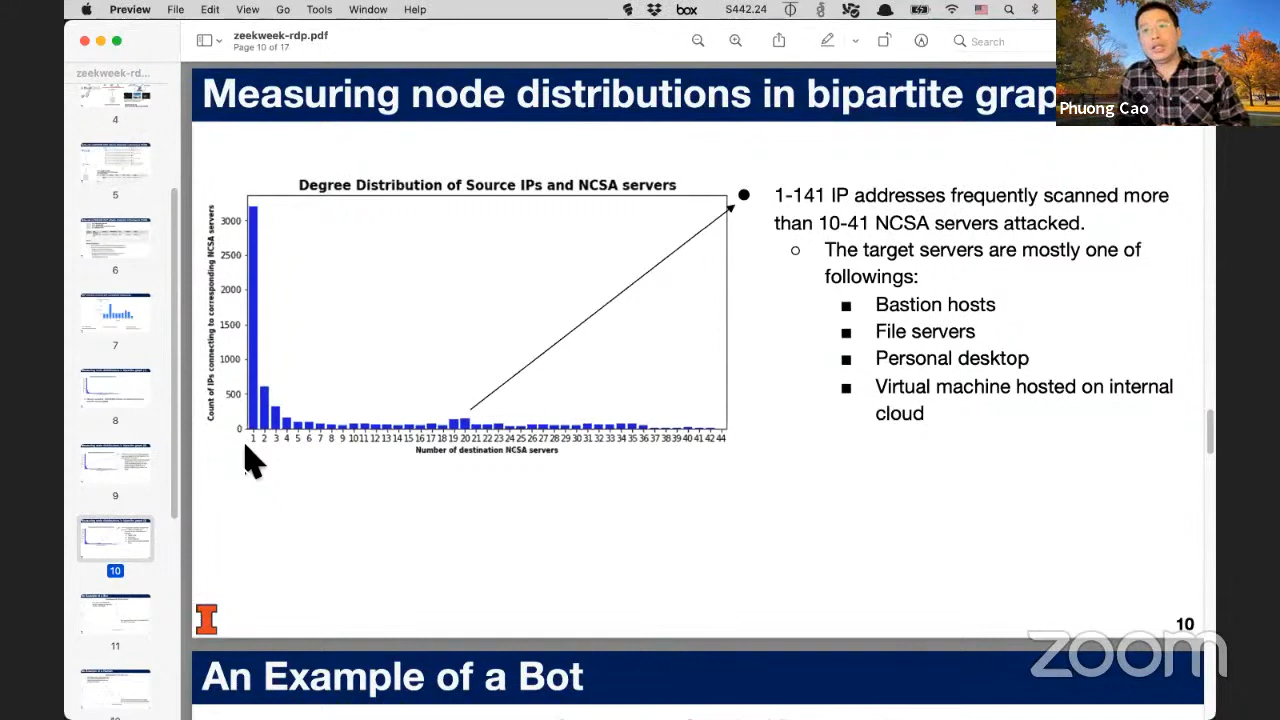 Preview File Edit View Go Tools Window Help box S442.24
zeekweek-rdp.pdf
Page 10 of 17
Search
zeekweek-rd...
4
5
6
7
8
9
10
11
Measuring node distributions in bipartite grap
Phuong Cao
Degree Distribution of Source IPs and NCSA servers
Count of IPs connecting to corresponding NCSA servers
3000
2500
2000
1500
1000
500
0
1 2 3 4 5 6 7 8 9 10 11 12 13 14 15 16 17 18 19 20 21 22 23 24 25 26 27 28 29 30 31 32 33 34 35 36 37 38 39 40 41 42 44
Number of destination NCSA servers
● 1-141 IP addresses frequently scanned more
than 10-41 NCSA servers attacked.
○ The target servers are mostly one of
followings:
■ Bastion hosts
■ File servers
■ Personal desktop
■ Virtual machine hosted on internal
cloud
I
10
zoom
An Example of a Bot